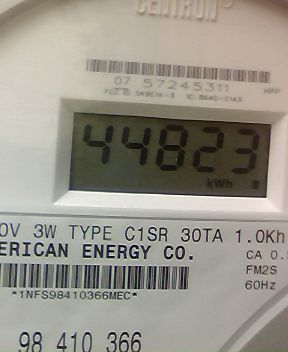 CENTRON®
07 57245311
44823
kWh
0V 3W TYPE C1SR 30TA 1.0Kh
ERICAN ENERGY CO.
CA 0.
FM2S
*1NFS98410366MEC*
60Hz
98 410 366